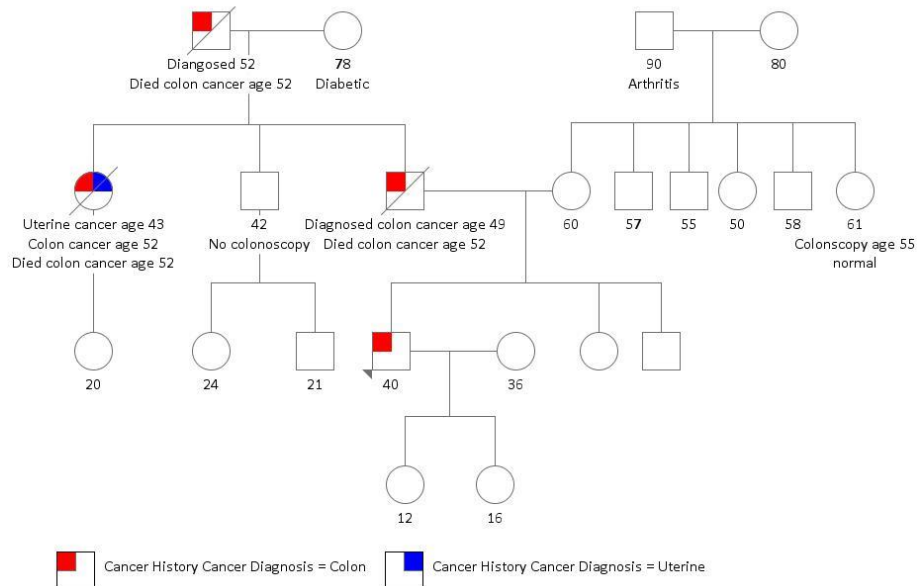 Diangosed 52
Died colon cancer age 52
78
Diabetic
90
Arthritis
80
Uterine cancer age 43
Colon cancer age 52
Died colon cancer age 52
42
No colonoscopy
Diagnosed colon cancer age 49
Died colon cancer age 52
60
57
55
50
58
61
Colonscopy age 55
normal
20
24
21
40
36
12
16
Cancer History Cancer Diagnosis = Colon
Cancer History Cancer Diagnosis = Uterine